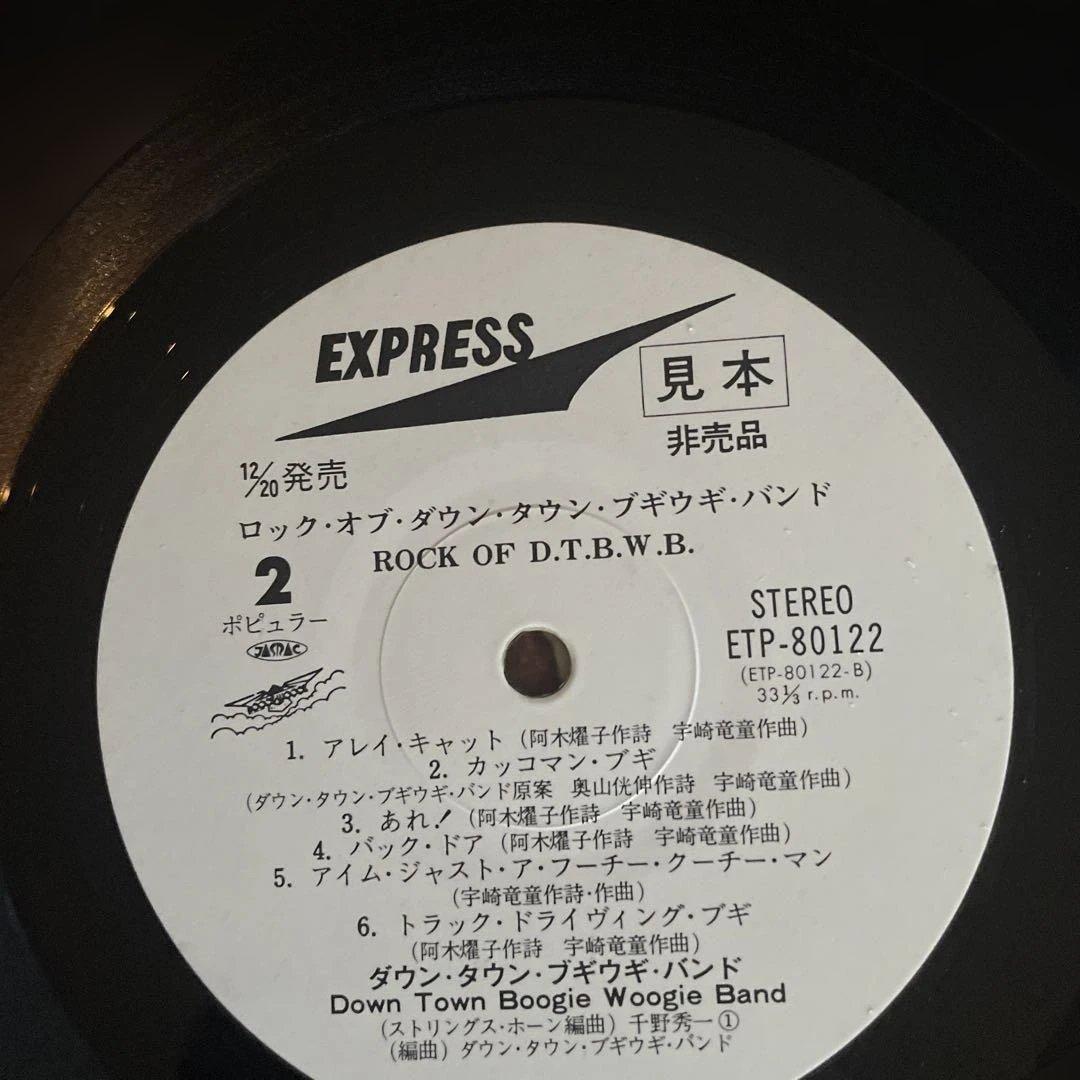 EXPRESS
見本
非売品
12/20発売
ロック・オブ・ダウン・タウン・ブギウギ・バンド
ROCK OF D.T.B.W.B.
2
ポピュラー
JASRAC
STEREO
ETP-80122
(ETP-80122-B)
33⅓ r.p.m.
1. アレイ・キャット (阿木燿子作詩 宇崎竜童作曲)
2. カッコマン・ブギ
(ダウン・タウン・ブギウギ・バンド原案 奥山侊伸作詩 宇崎竜童作曲)
3. あれ! (阿木燿子作詩 宇崎竜童作曲)
4. バック・ドア (阿木燿子作詩 宇崎竜童作曲)
5. アイム・ジャスト・ア・フーチー・クーチー・マン
(宇崎竜童作詩・作曲)
6. トラック・ドライヴィング・ブギ
(阿木燿子作詩 宇崎竜童作曲)
ダウン・タウン・ブギウギ・バンド
Down Town Boogie Woogie Band
(ストリングス・ホーン編曲) 千野秀一①
(編曲) ダウン・タウン・ブギウギ・バンド